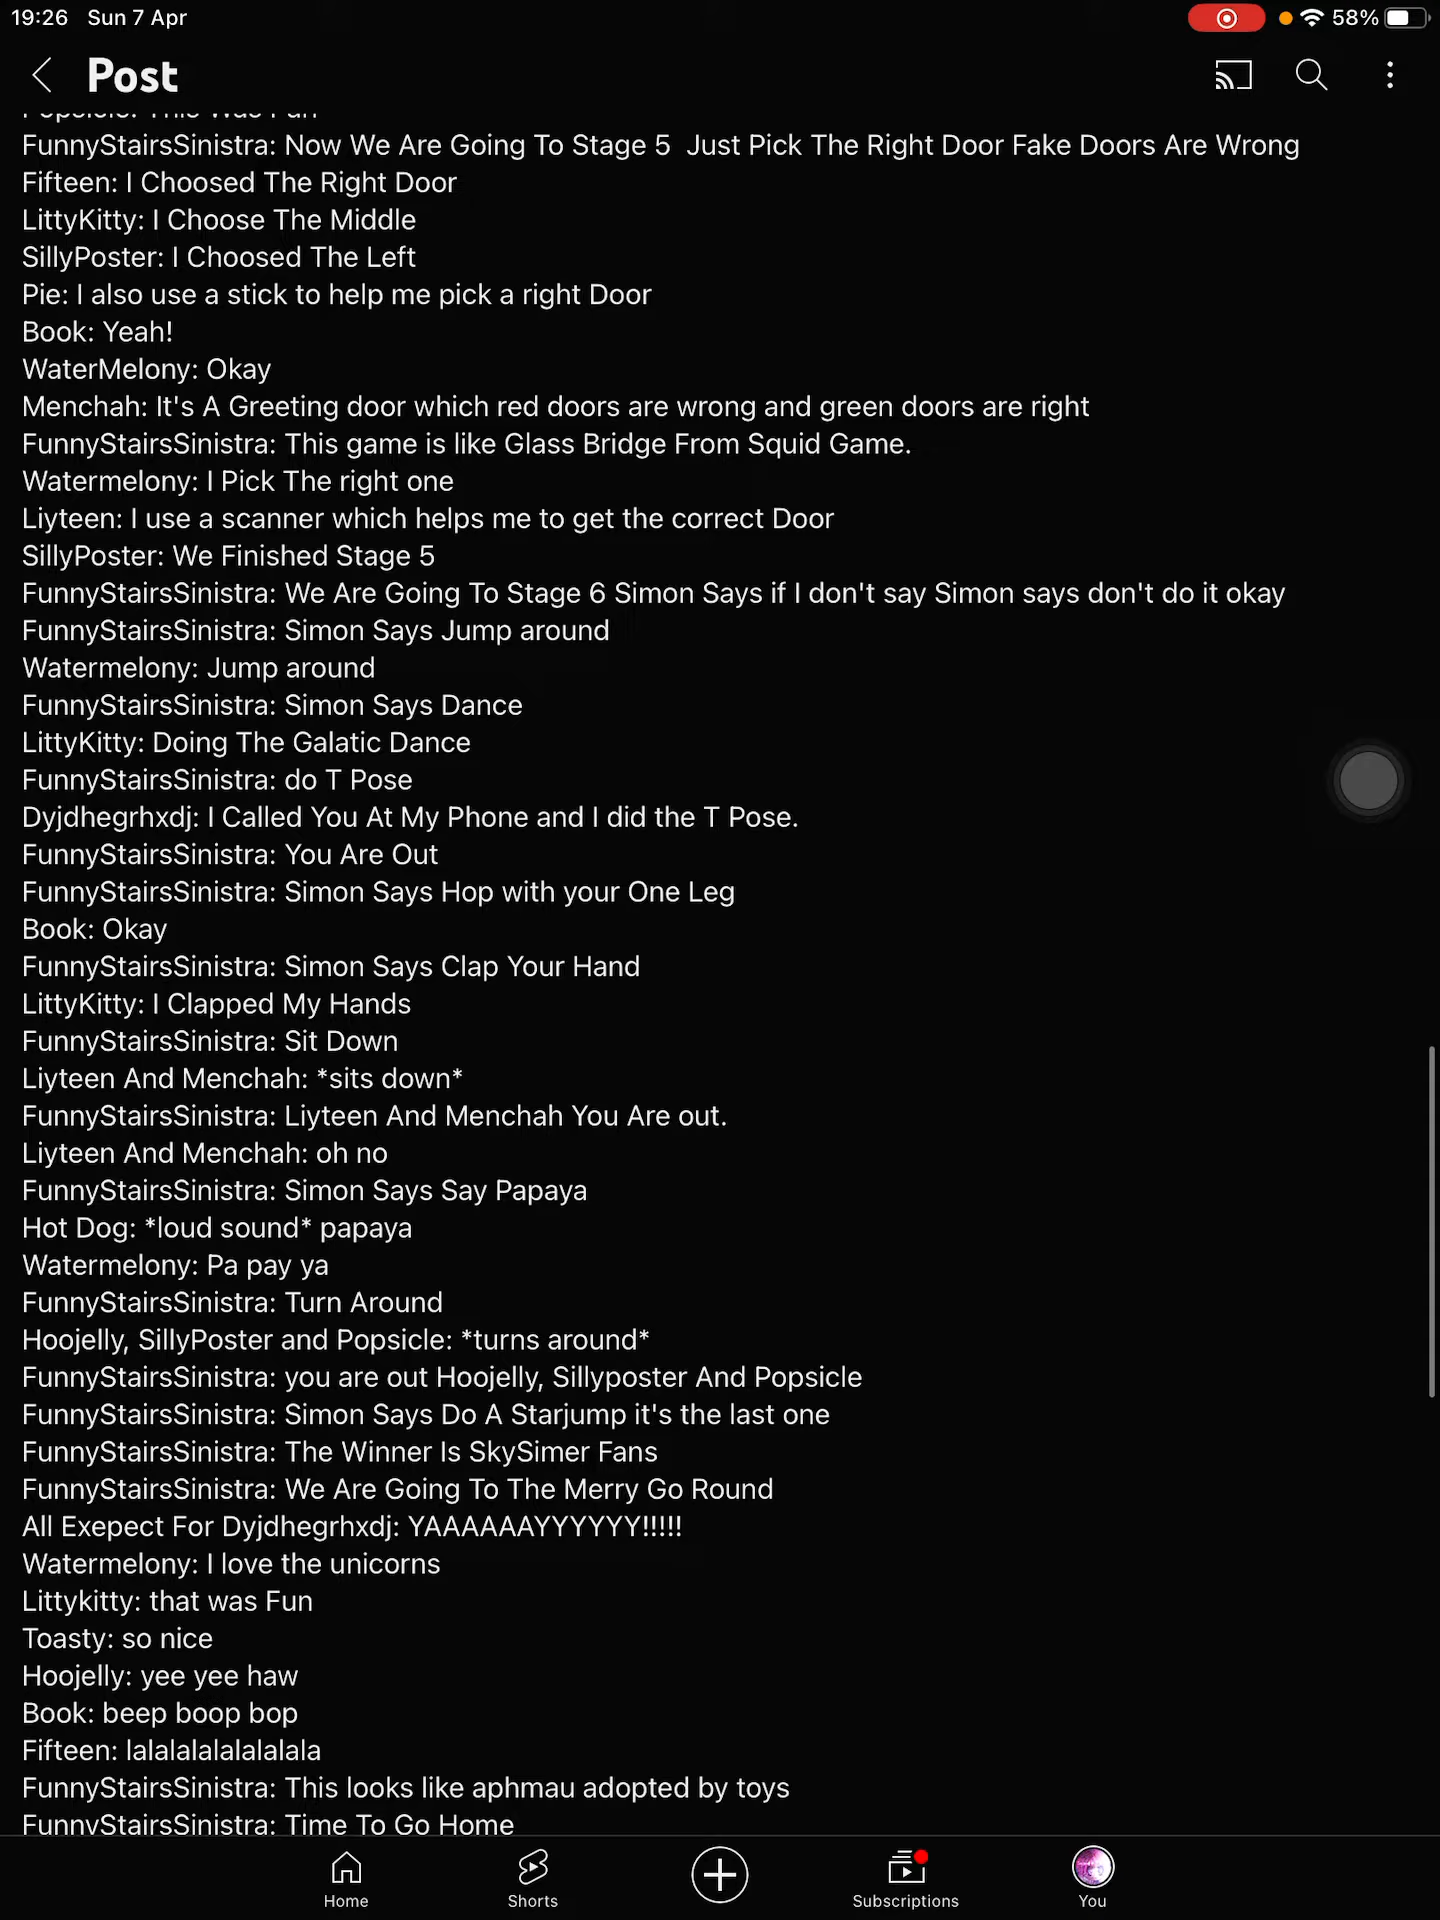 19:26 Sun 7 Apr
58%
Post
Popsicle: This Was Fun
FunnyStairsSinistra: Now We Are Going To Stage 5  Just Pick The Right Door Fake Doors Are Wrong
Fifteen: I Choosed The Right Door
LittyKitty: I Choose The Middle
SillyPoster: I Choosed The Left
Pie: I also use a stick to help me pick a right Door
Book: Yeah!
WaterMelony: Okay
Menchah: It's A Greeting door which red doors are wrong and green doors are right
FunnyStairsSinistra: This game is like Glass Bridge From Squid Game.
Watermelony: I Pick The right one
Liyteen: I use a scanner which helps me to get the correct Door
SillyPoster: We Finished Stage 5
FunnyStairsSinistra: We Are Going To Stage 6 Simon Says if I don't say Simon says don't do it okay
FunnyStairsSinistra: Simon Says Jump around
Watermelony: Jump around
FunnyStairsSinistra: Simon Says Dance
LittyKitty: Doing The Galatic Dance
FunnyStairsSinistra: do T Pose
Dyjdhegrhxdj: I Called You At My Phone and I did the T Pose.
FunnyStairsSinistra: You Are Out
FunnyStairsSinistra: Simon Says Hop with your One Leg
Book: Okay
FunnyStairsSinistra: Simon Says Clap Your Hand
LittyKitty: I Clapped My Hands
FunnyStairsSinistra: Sit Down
Liyteen And Menchah: *sits down*
FunnyStairsSinistra: Liyteen And Menchah You Are out.
Liyteen And Menchah: oh no
FunnyStairsSinistra: Simon Says Say Papaya
Hot Dog: *loud sound* papaya
Watermelony: Pa pay ya
FunnyStairsSinistra: Turn Around
Hoojelly, SillyPoster and Popsicle: *turns around*
FunnyStairsSinistra: you are out Hoojelly, Sillyposter And Popsicle
FunnyStairsSinistra: Simon Says Do A Starjump it's the last one
FunnyStairsSinistra: The Winner Is SkySimer Fans
FunnyStairsSinistra: We Are Going To The Merry Go Round
All Exepect For Dyjdhegrhxdj: YAAAAAAYYYYYY!!!!!
Watermelony: I love the unicorns
Littykitty: that was Fun
Toasty: so nice
Hoojelly: yee yee haw
Book: beep boop bop
Fifteen: lalalalalalalalala
FunnyStairsSinistra: This looks like aphmau adopted by toys
FunnyStairsSinistra: Time To Go Home
Home
Shorts
Subscriptions
You